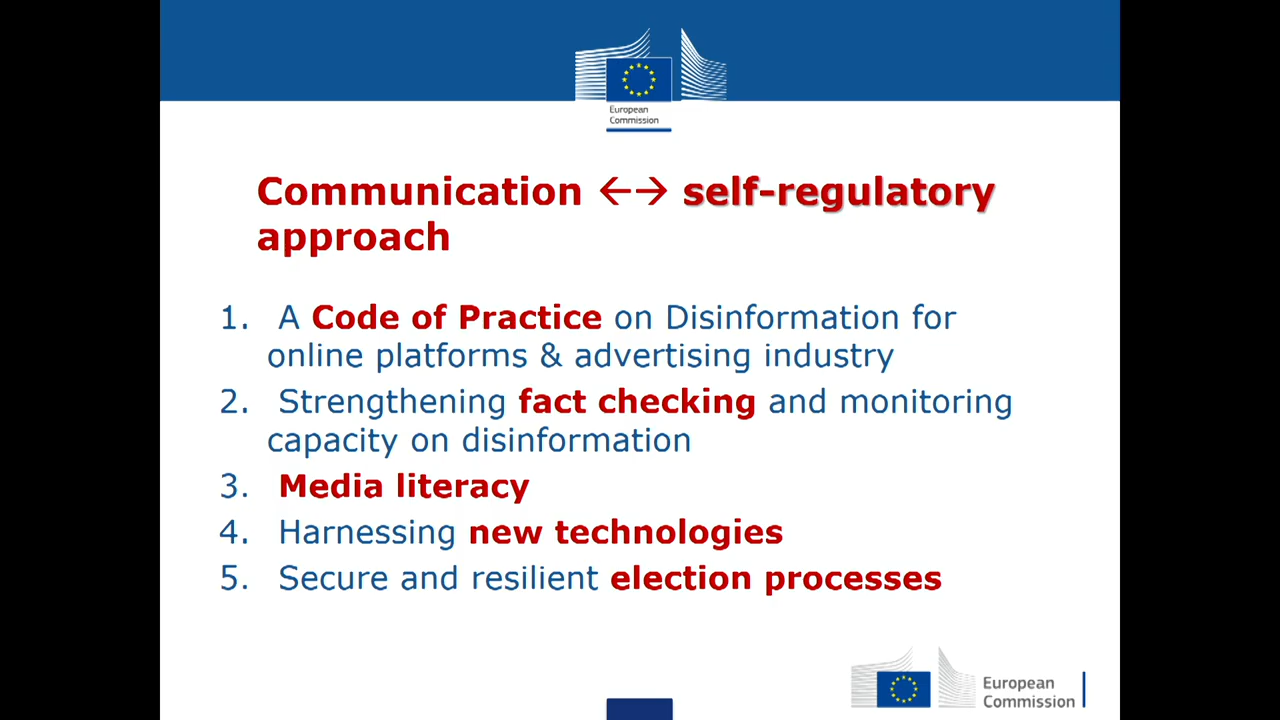 European
Commission
Communication ←→ self-regulatory
approach
1. A Code of Practice on Disinformation for
online platforms & advertising industry
2. Strengthening fact checking and monitoring
capacity on disinformation
3. Media literacy
4. Harnessing new technologies
5. Secure and resilient election processes
European
Commission